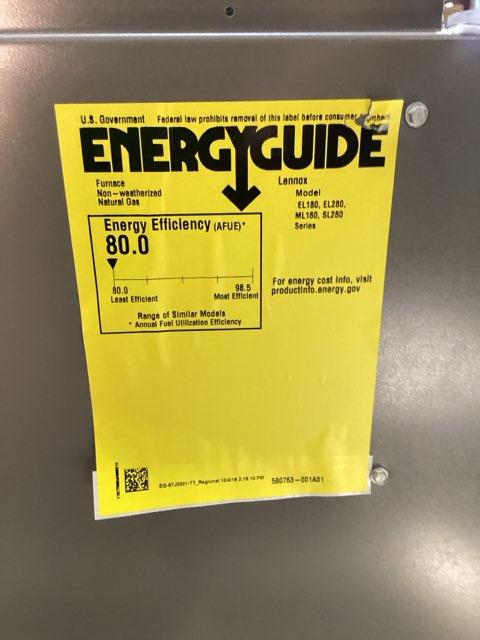 U.S. Government Federal law prohibits removal of this label before consumer
ENERGYGUIDE
Furnace
Non-weatherized
Natural Gas
Lennox
Model
EL180, EL280,
ML180, SL280
Series
Energy Efficiency (AFUE)*
80.0
80.0
Least Efficient
98.5
Most Efficient
Range of Similar Models
* Annual Fuel Utilization Efficiency
For energy cost info, visit
productinfo.energy.gov
580763-001A01